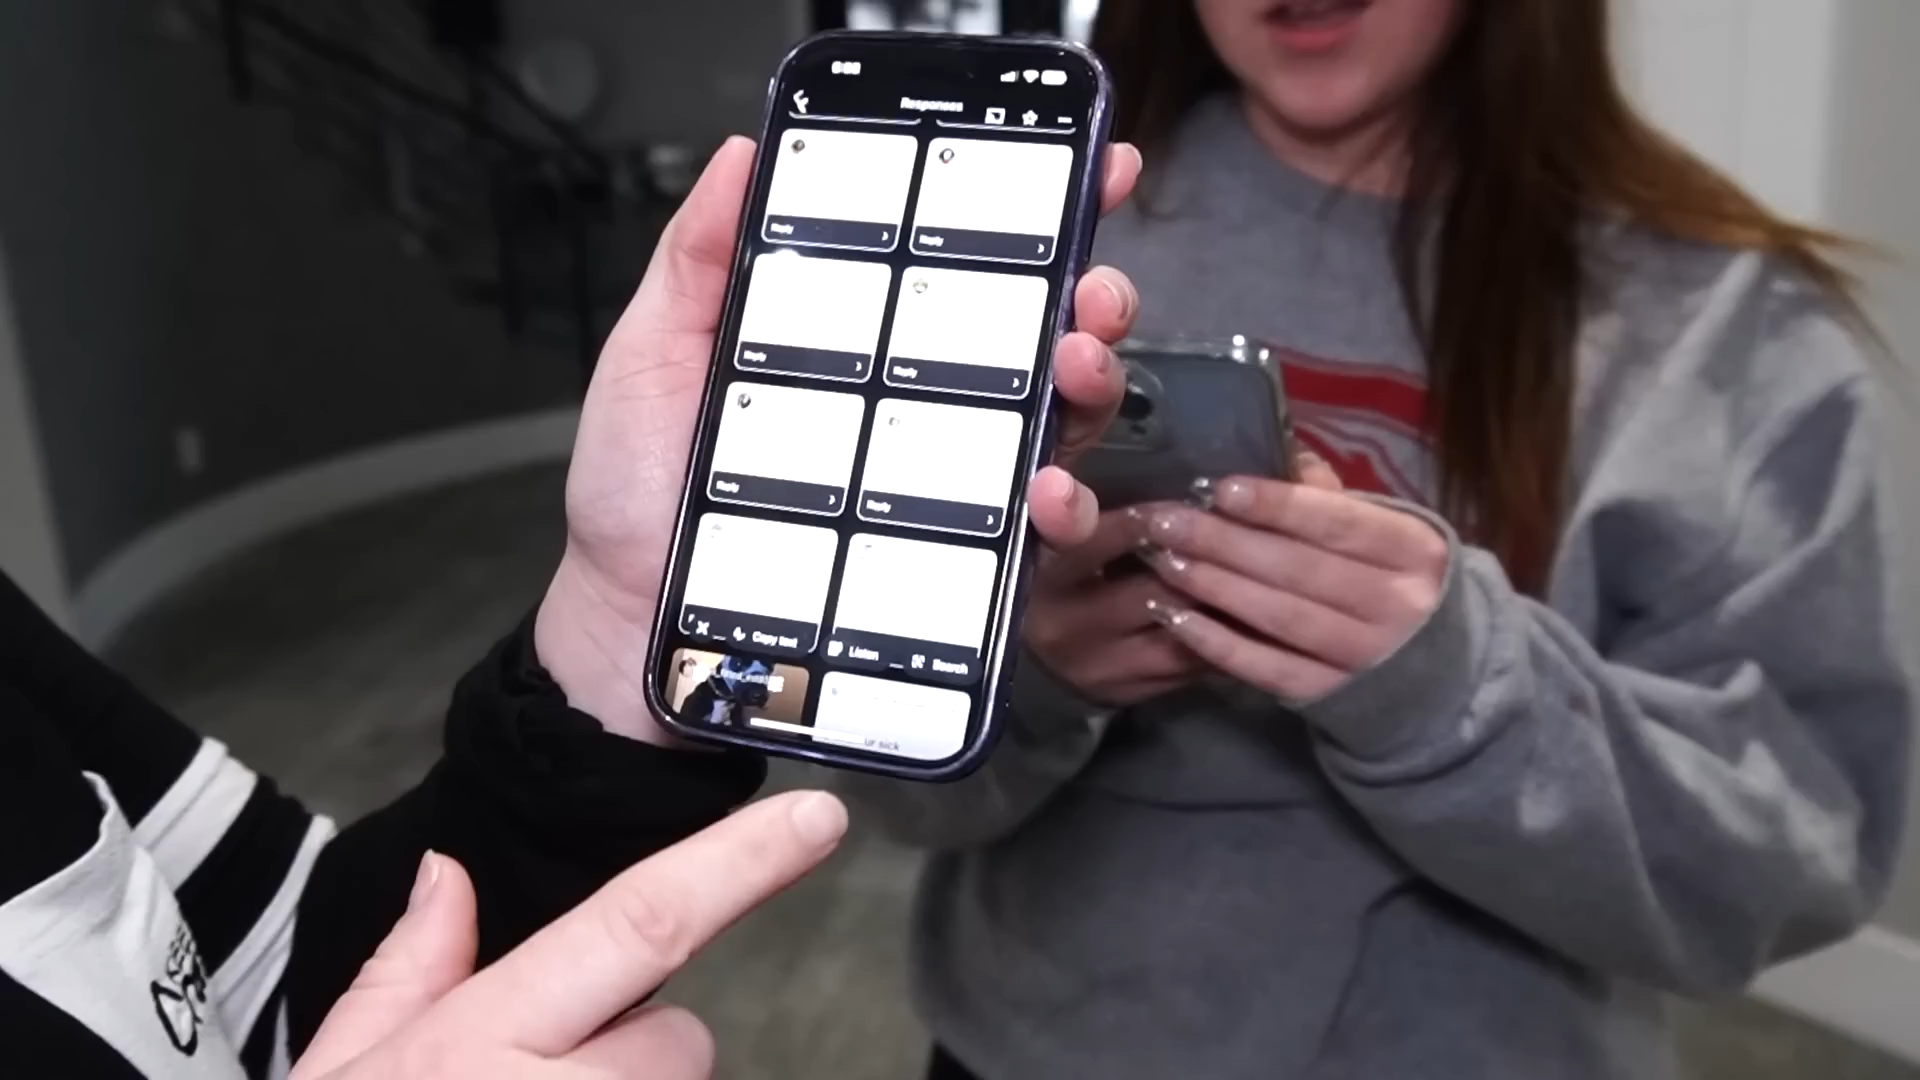 Responses
Reply
Reply
Reply
Reply
Reply
Reply
Copy text
Listen
Search
ur sick